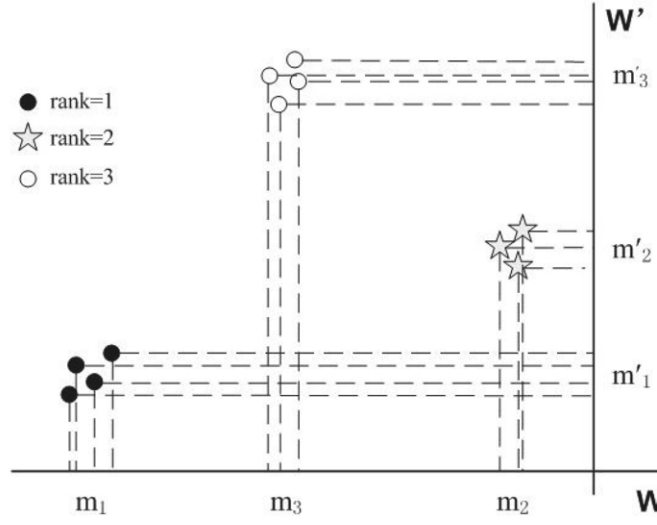 W'
m'₃
rank=1
rank=2
rank=3
m'₂
m'₁
m₁
m₃
m₂
W